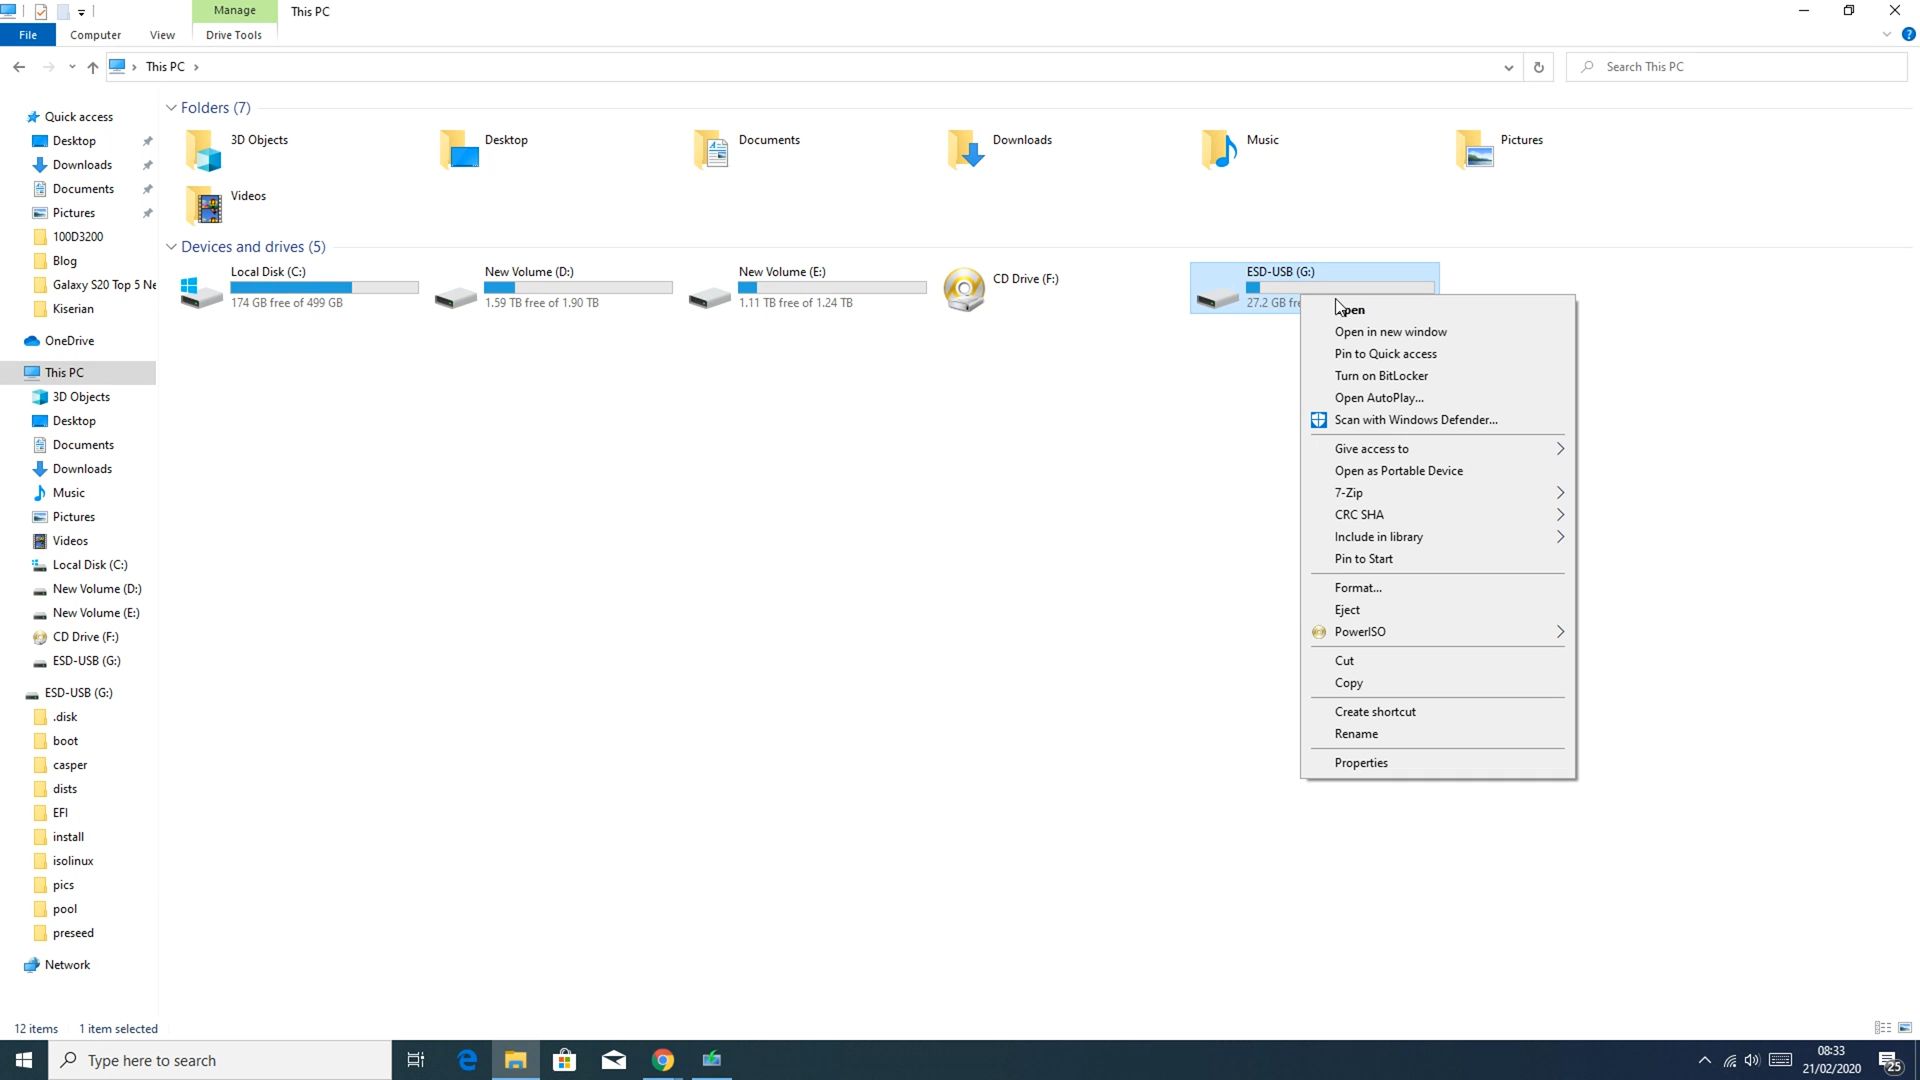 Manage
This PC
File
Computer
View
Drive Tools
This PC
Search This PC
Quick access
Desktop
Downloads
Documents
Pictures
100D3200
Blog
Galaxy S20 Top 5 Ne
Kiserian
OneDrive
This PC
3D Objects
Desktop
Documents
Downloads
Music
Pictures
Videos
Local Disk (C:)
New Volume (D:)
New Volume (E:)
CD Drive (F:)
ESD-USB (G:)
ESD-USB (G:)
.disk
boot
casper
dists
EFI
install
isolinux
pics
pool
preseed
Network
Folders (7)
3D Objects
Desktop
Documents
Downloads
Music
Pictures
Videos
Devices and drives (5)
Local Disk (C:)
174 GB free of 499 GB
New Volume (D:)
1.59 TB free of 1.90 TB
New Volume (E:)
1.11 TB free of 1.24 TB
CD Drive (F:)
ESD-USB (G:)
27.2 GB fre
Open
Open in new window
Pin to Quick access
Turn on BitLocker
Open AutoPlay...
Scan with Windows Defender...
Give access to
Open as Portable Device
7-Zip
CRC SHA
Include in library
Pin to Start
Format...
Eject
PowerISO
Cut
Copy
Create shortcut
Rename
Properties
12 items
1 item selected
Type here to search
08:33
21/02/2020
25